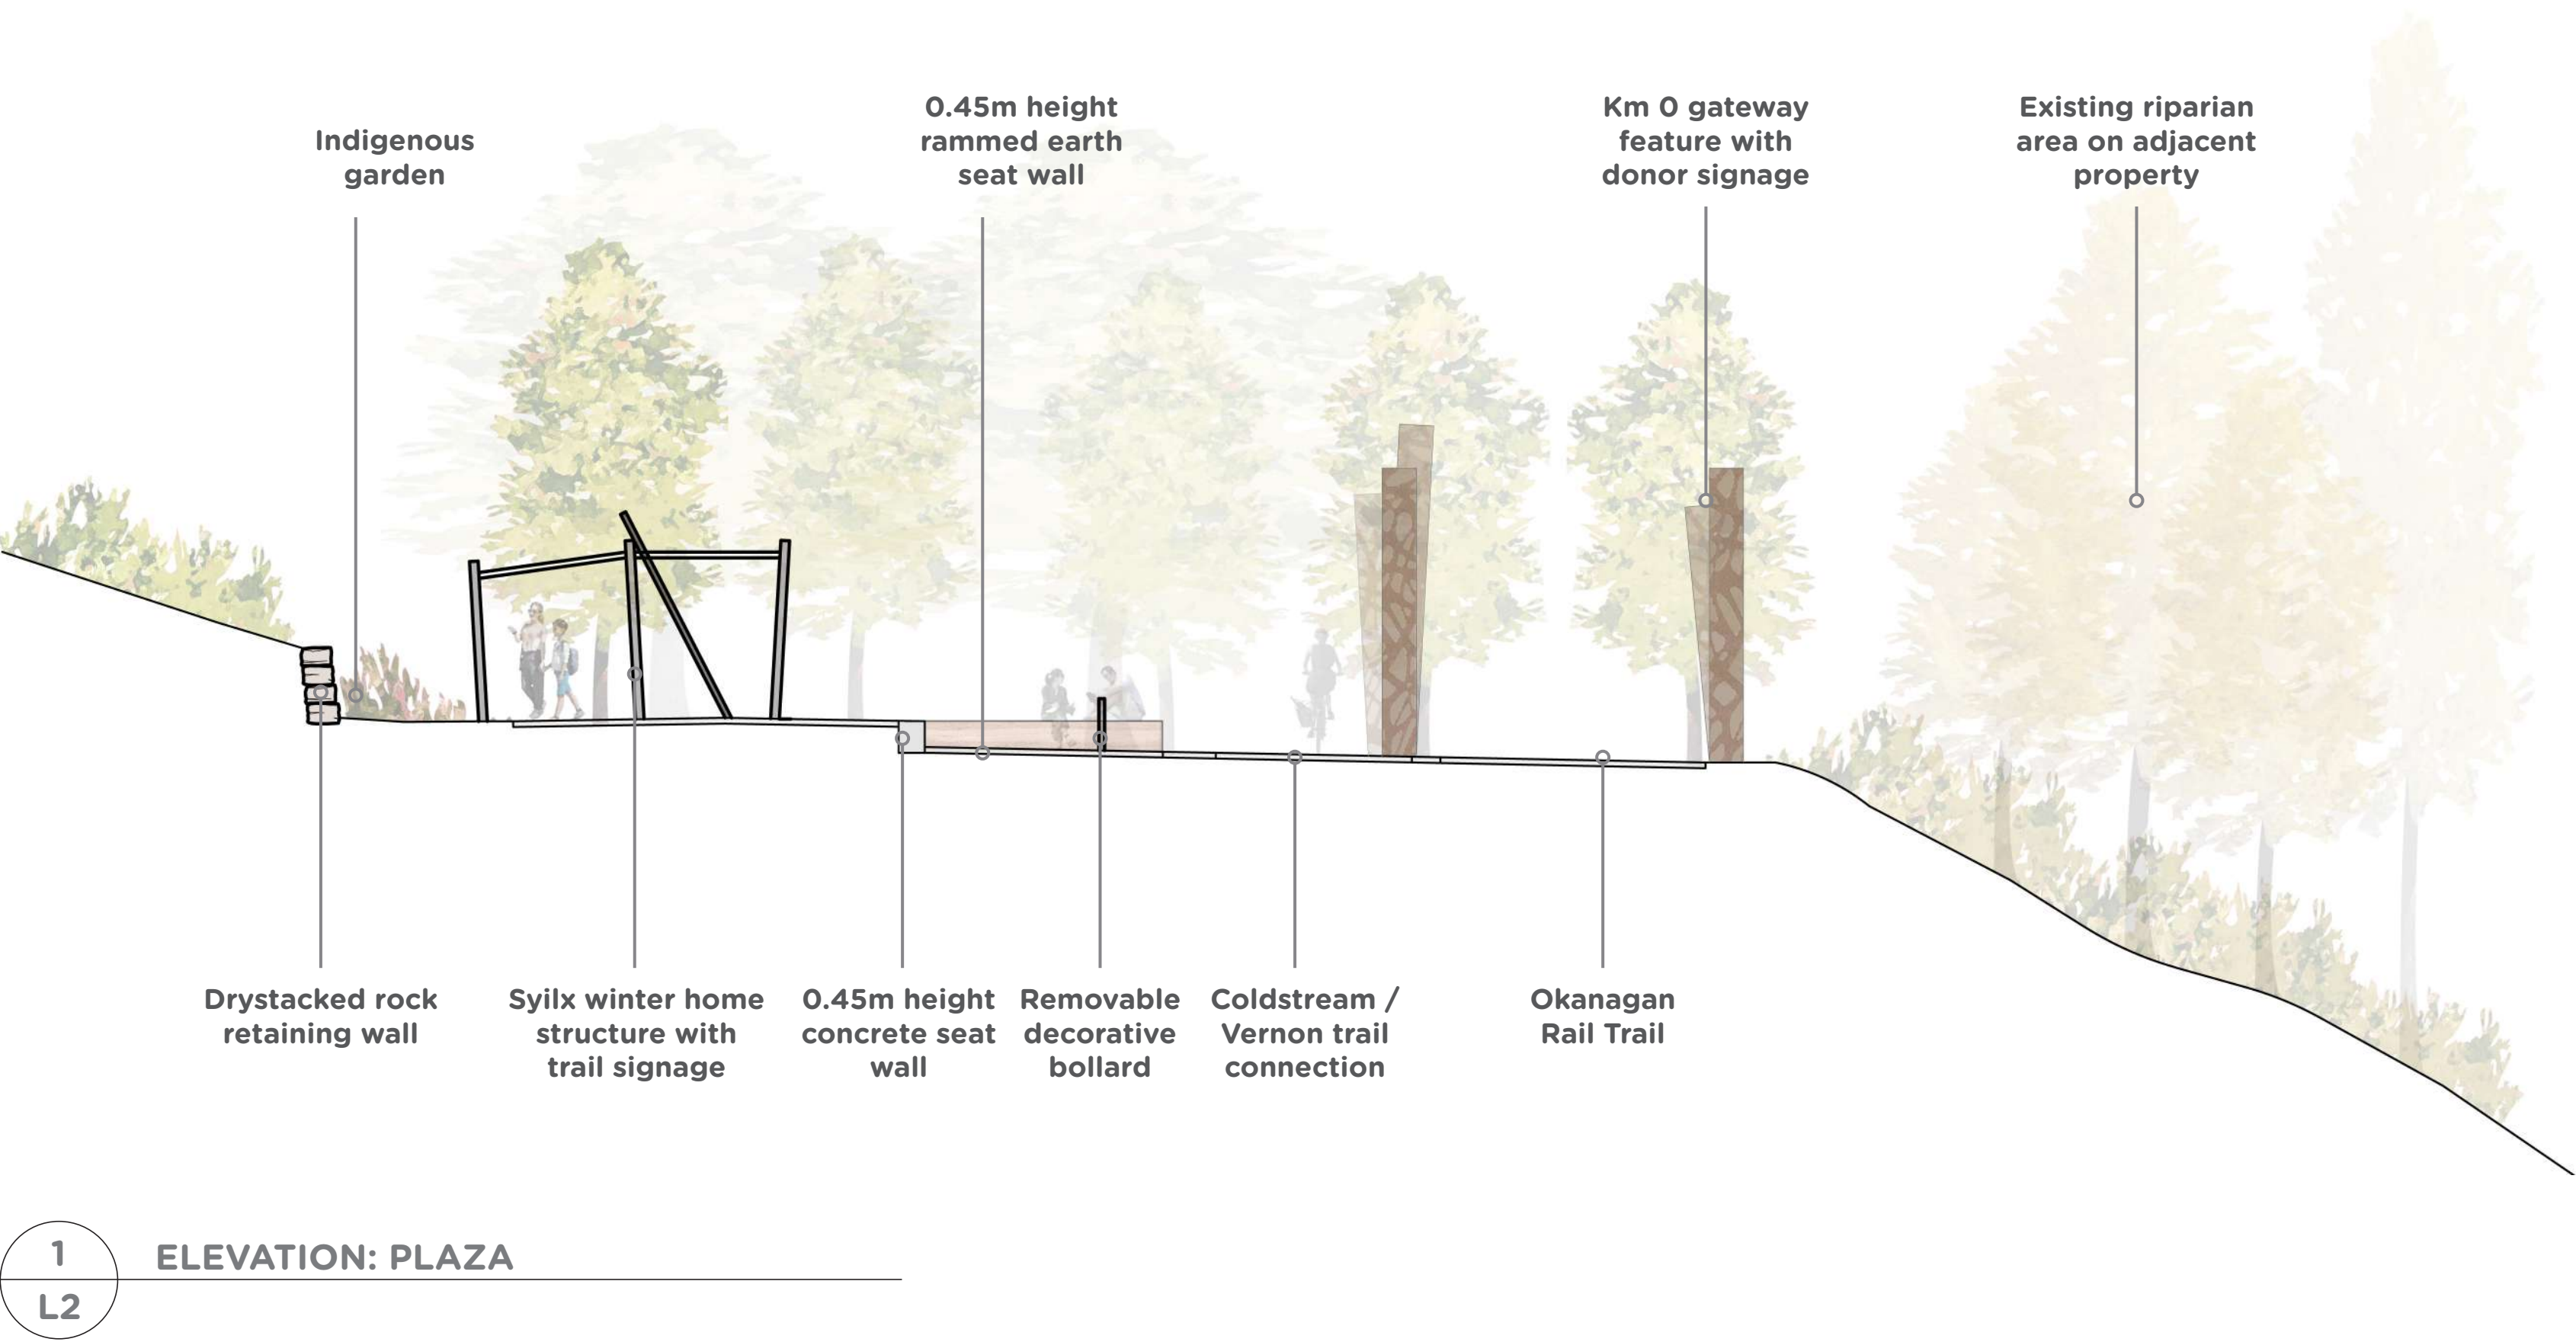 Indigenous
garden
0.45m height
rammed earth
seat wall
Km 0 gateway
feature with
donor signage
Existing riparian
area on adjacent
property
Drystacked rock
retaining wall
Syilx winter home
structure with
trail signage
0.45m height
concrete seat
wall
Removable
decorative
bollard
Coldstream /
Vernon trail
connection
Okanagan
Rail Trail
1
L2
ELEVATION: PLAZA